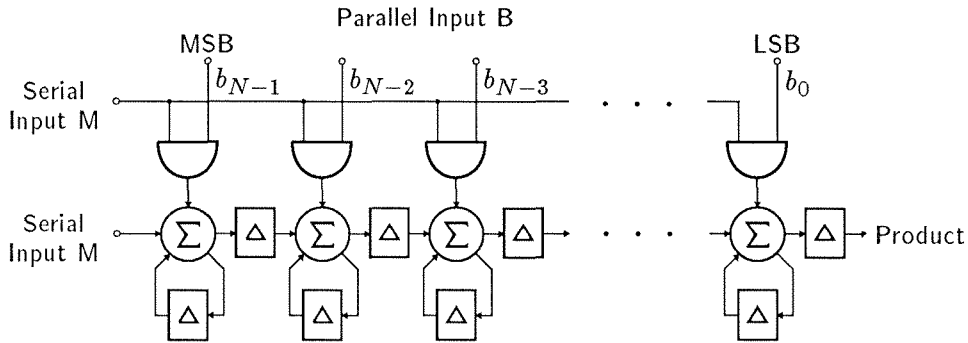 Parallel Input B
MSB
LSB
Serial
Input M
b_{N-1}
b_{N-2}
b_{N-3}
. . .
b_0
Serial
Input M
Σ
Δ
Σ
Δ
Σ
Δ
. . .
Σ
Δ
Product
Δ
Δ
Δ
Δ